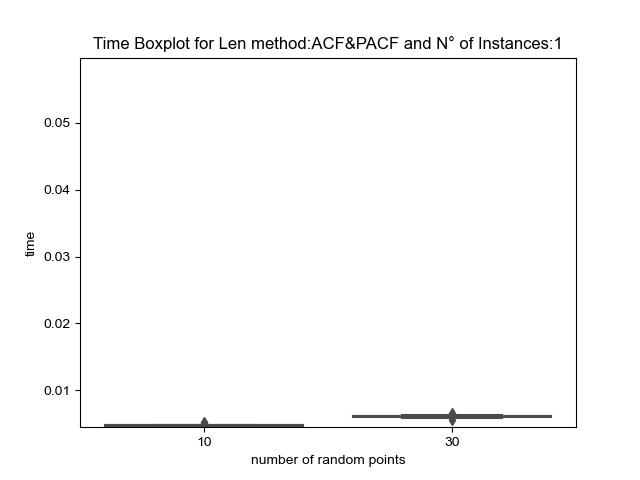 Time Boxplot for Len method:ACF&PACF and N° of Instances:1
0.05
0.04
0.03
0.02
0.01
time
10
30
number of random points